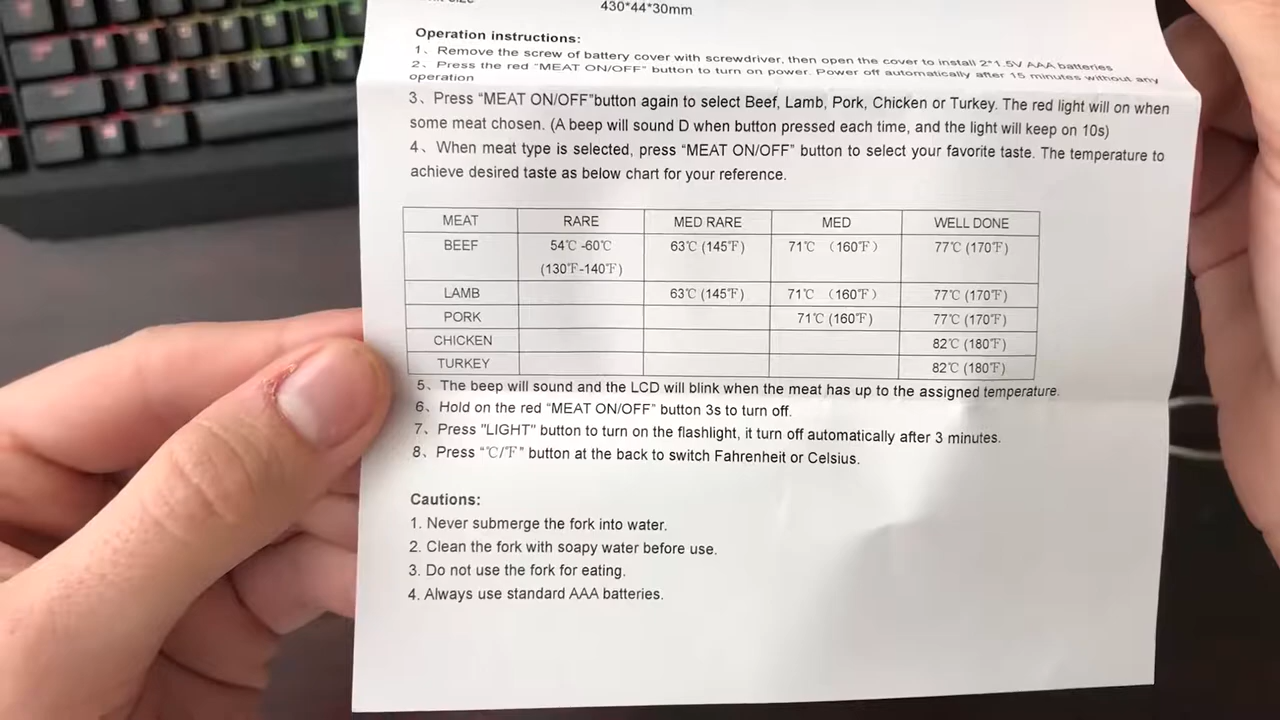 430*44*30mm
Operation instructions:
1、Remove the screw of battery cover with screwdriver, then open the cover to install 2*1.5V AAA batteries
2、Press the red "MEAT ON/OFF" button to turn on power. Power off automatically after 15 minutes without any
operation
3、Press “MEAT ON/OFF”button again to select Beef, Lamb, Pork, Chicken or Turkey. The red light will on when
some meat chosen. (A beep will sound D when button pressed each time, and the light will keep on 10s)
4、When meat type is selected, press “MEAT ON/OFF” button to select your favorite taste. The temperature to
achieve desired taste as below chart for your reference.
MEAT RARE MED RARE MED WELL DONE
BEEF 54℃ -60℃ 63℃ (145℉) 71℃ （160℉） 77℃ (170℉)
(130℉-140℉)
LAMB 63℃ (145℉) 71℃ （160℉） 77℃ (170℉)
PORK 71℃ (160℉) 77℃ (170℉)
CHICKEN 82℃ (180℉)
TURKEY 82℃ (180℉)
5、The beep will sound and the LCD will blink when the meat has up to the assigned temperature.
6、Hold on the red “MEAT ON/OFF” button 3s to turn off.
7、Press "LIGHT" button to turn on the flashlight, it turn off automatically after 3 minutes.
8、Press “℃/℉” button at the back to switch Fahrenheit or Celsius.
Cautions:
1. Never submerge the fork into water.
2. Clean the fork with soapy water before use.
3. Do not use the fork for eating.
4. Always use standard AAA batteries.